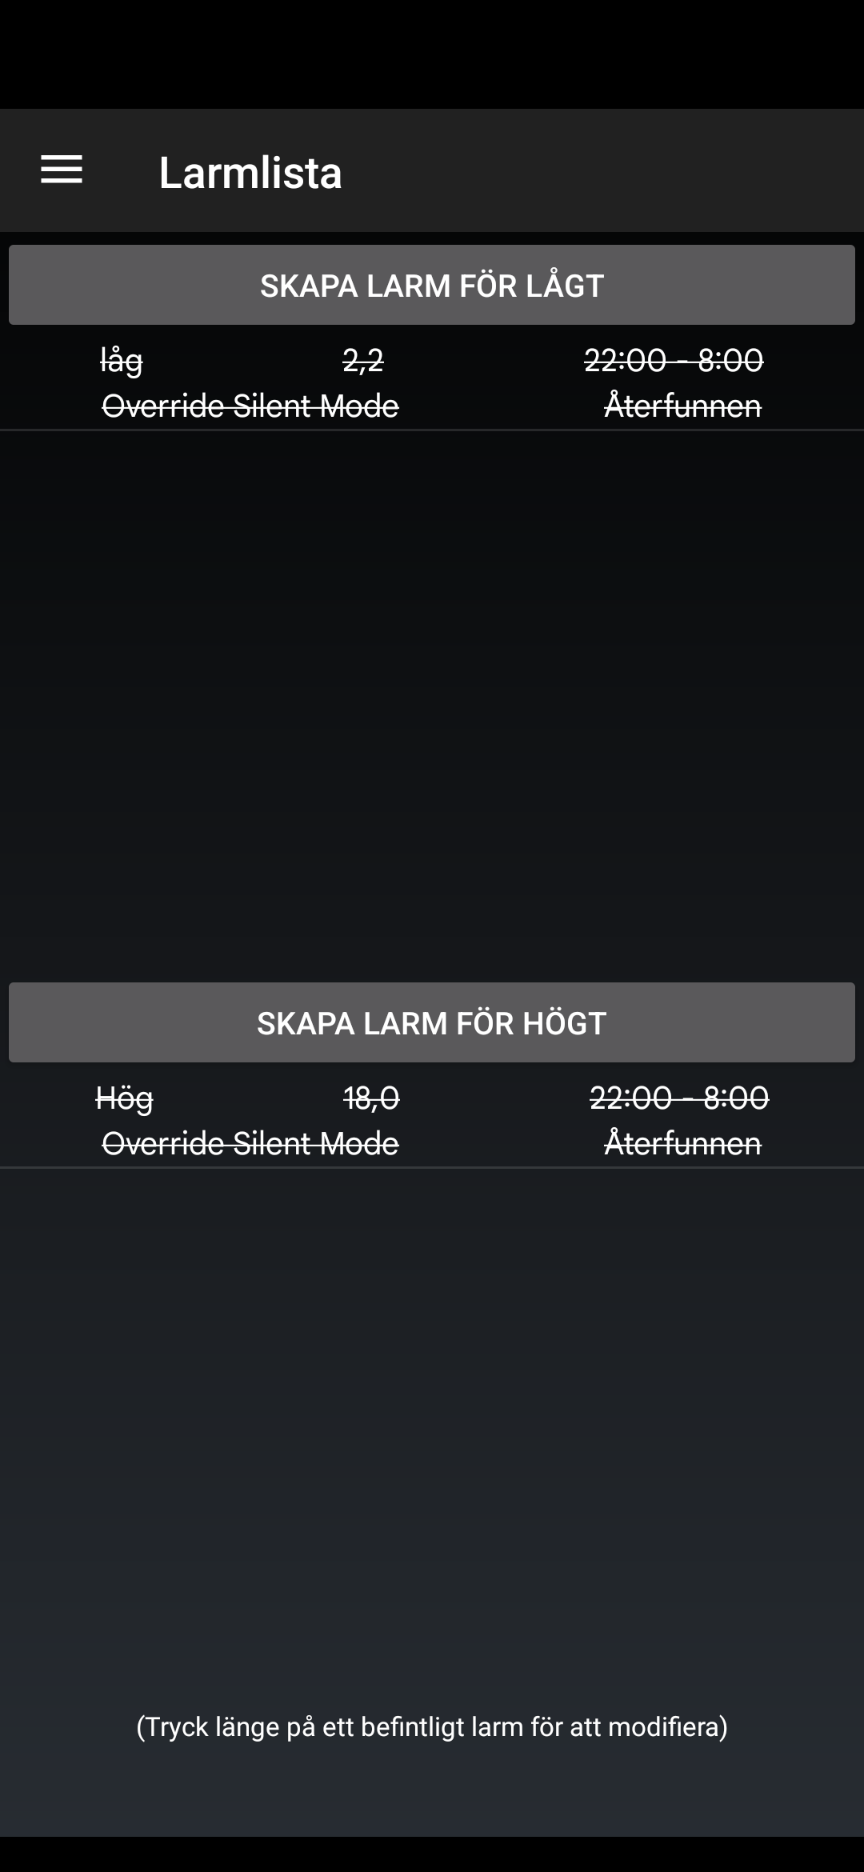 Larmlista
SKAPA LARM FÖR LÅGT
låg 2,2 22:00 - 8:00
Override Silent Mode Återfunnen
SKAPA LARM FÖR HÖGT
Hög 18,0 22:00 - 8:00
Override Silent Mode Återfunnen
(Tryck länge på ett befintligt larm för att modifiera)